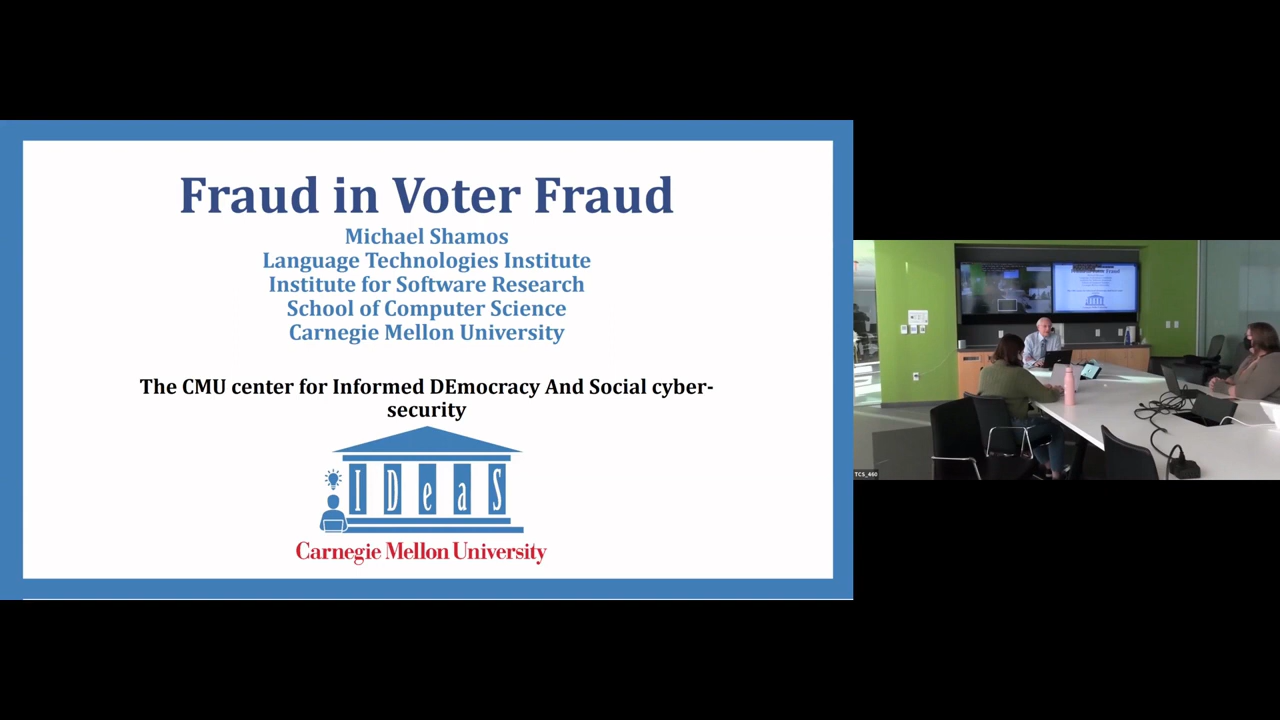 Fraud in Voter Fraud
Michael Shamos
Language Technologies Institute
Institute for Software Research
School of Computer Science
Carnegie Mellon University
The CMU center for Informed DEmocracy And Social cyber-
security
IDeaS
Carnegie Mellon University
TCS_460